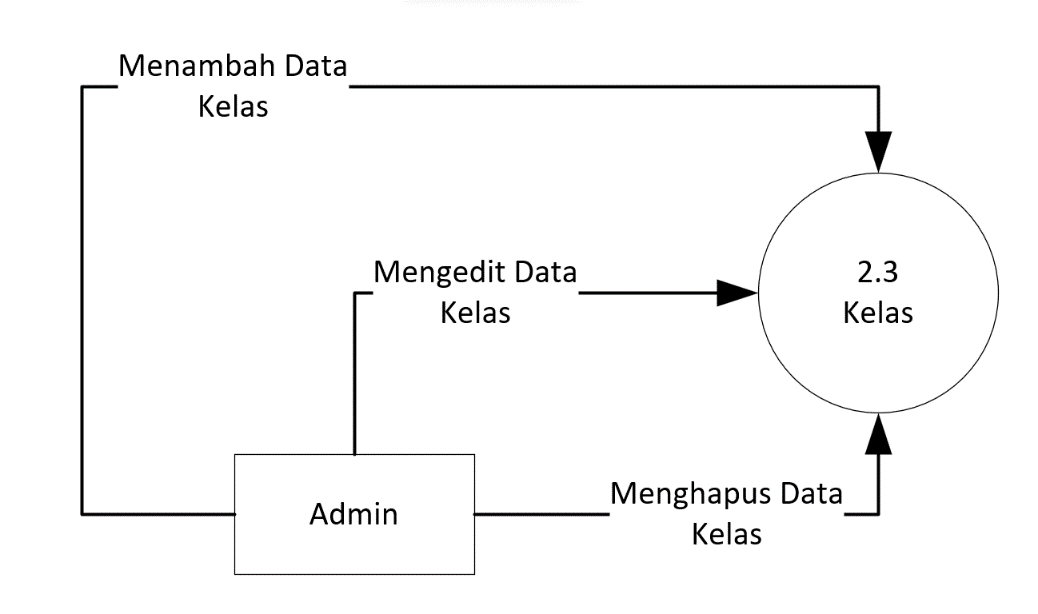 Menambah Data
Kelas
Mengedit Data
Kelas
2.3
Kelas
Admin
Menghapus Data
Kelas